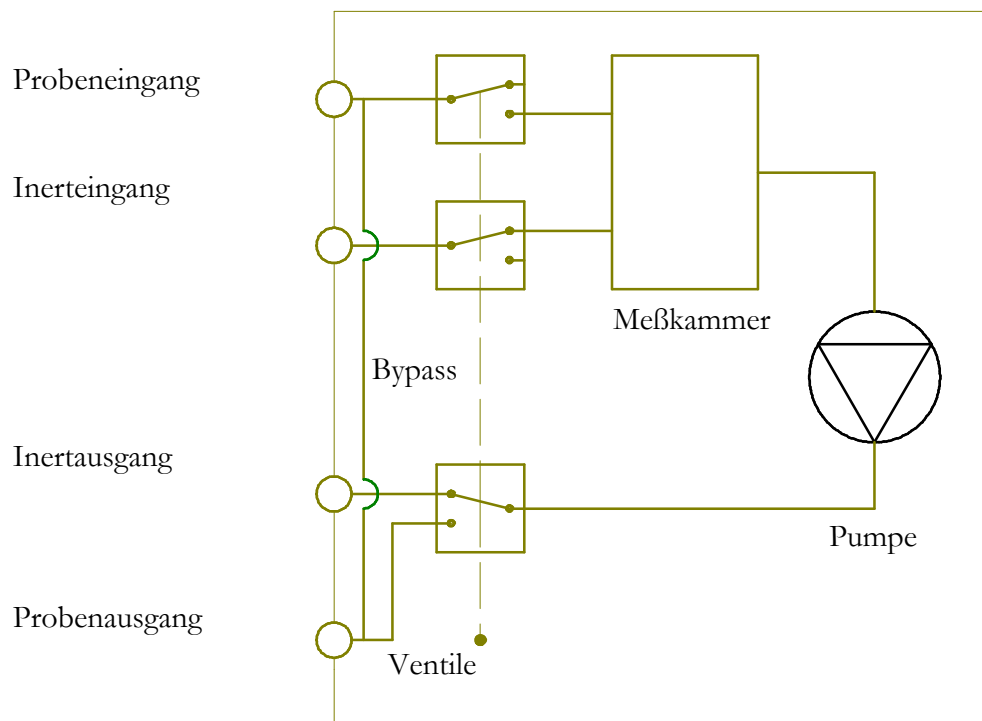 Probeneingang
Inerteingang
Meßkammer
Bypass
Inertausgang
Pumpe
Probenausgang
Ventile